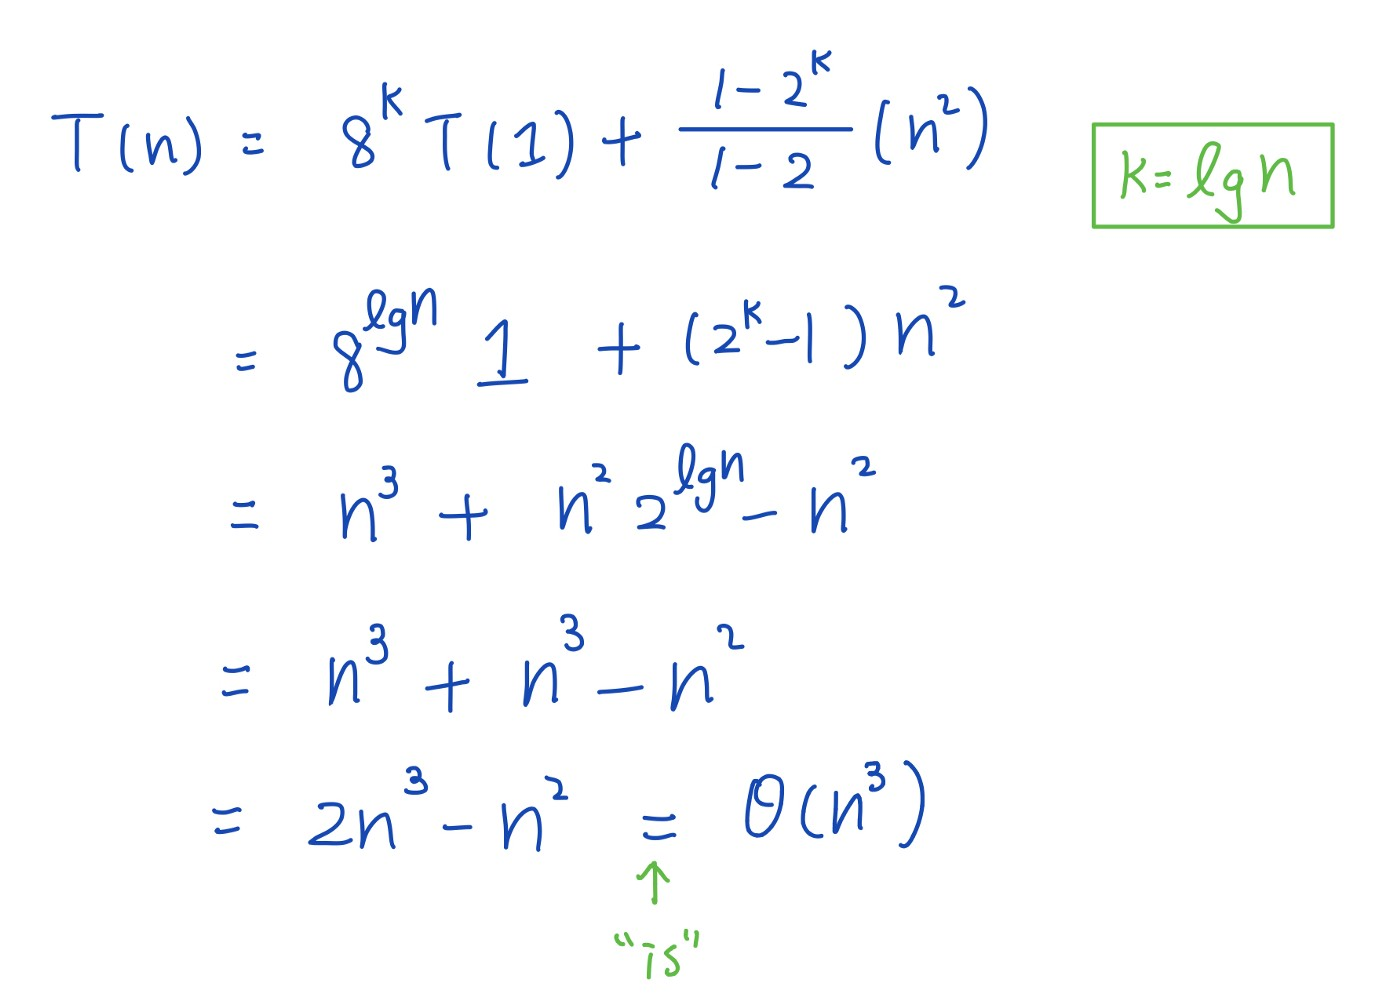 T(n) = 8^k T(1) + \frac{1-2^k}{1-2} (n^2)
k = lg n
= 8^{lg n} 1 + (2^k - 1) n^2
= n^3 + n^2 2^{lg n} - n^2
= n^3 + n^3 - n^2
= 2n^3 - n^2 = θ(n^3)
↑
"is"